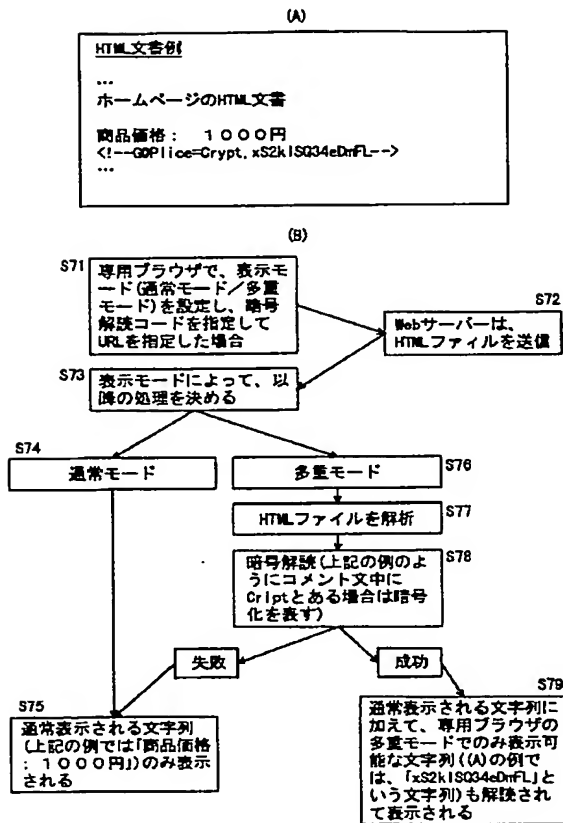 (A)
HTML文書例
...
ホームページのHTML文書
商品価格： １０００円
<!--GDPlice=Crypt,xS2klSQ34eDmFL-->
...
(B)
S71
専用ブラウザで、表示モ
ード(通常モード／多重
モード)を設定し、暗号
解読コードを指定して
URLを指定した場合
S72
Webサーバーは、
HTMLファイルを送信
S73
表示モードによって、以
降の処理を決める
S74
通常モード
多重モード
S76
HTMLファイルを解析
S77
暗号解読(上記の例のよ
うにコメント文中に
Criptとある場合は暗号
化を表す)
S78
失敗
成功
S75
通常表示される文字列
(上記の例では「商品価格
：１０００円」)のみ表示
される
S79
通常表示される文字列に
加えて、専用ブラウザの
多重モードでのみ表示可
能な文字列((A)の例で
は、「xS2klSQ34eDmFL」と
いう文字列)も解読され
て表示される